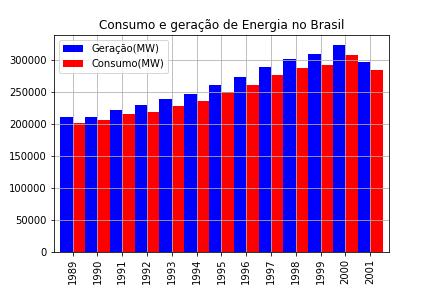 Consumo e geração de Energia no Brasil
Geração(MW)
Consumo(MW)
300000
250000
200000
150000
100000
50000
0
1989 1990 1991 1992 1993 1994 1995 1996 1997 1998 1999 2000 2001